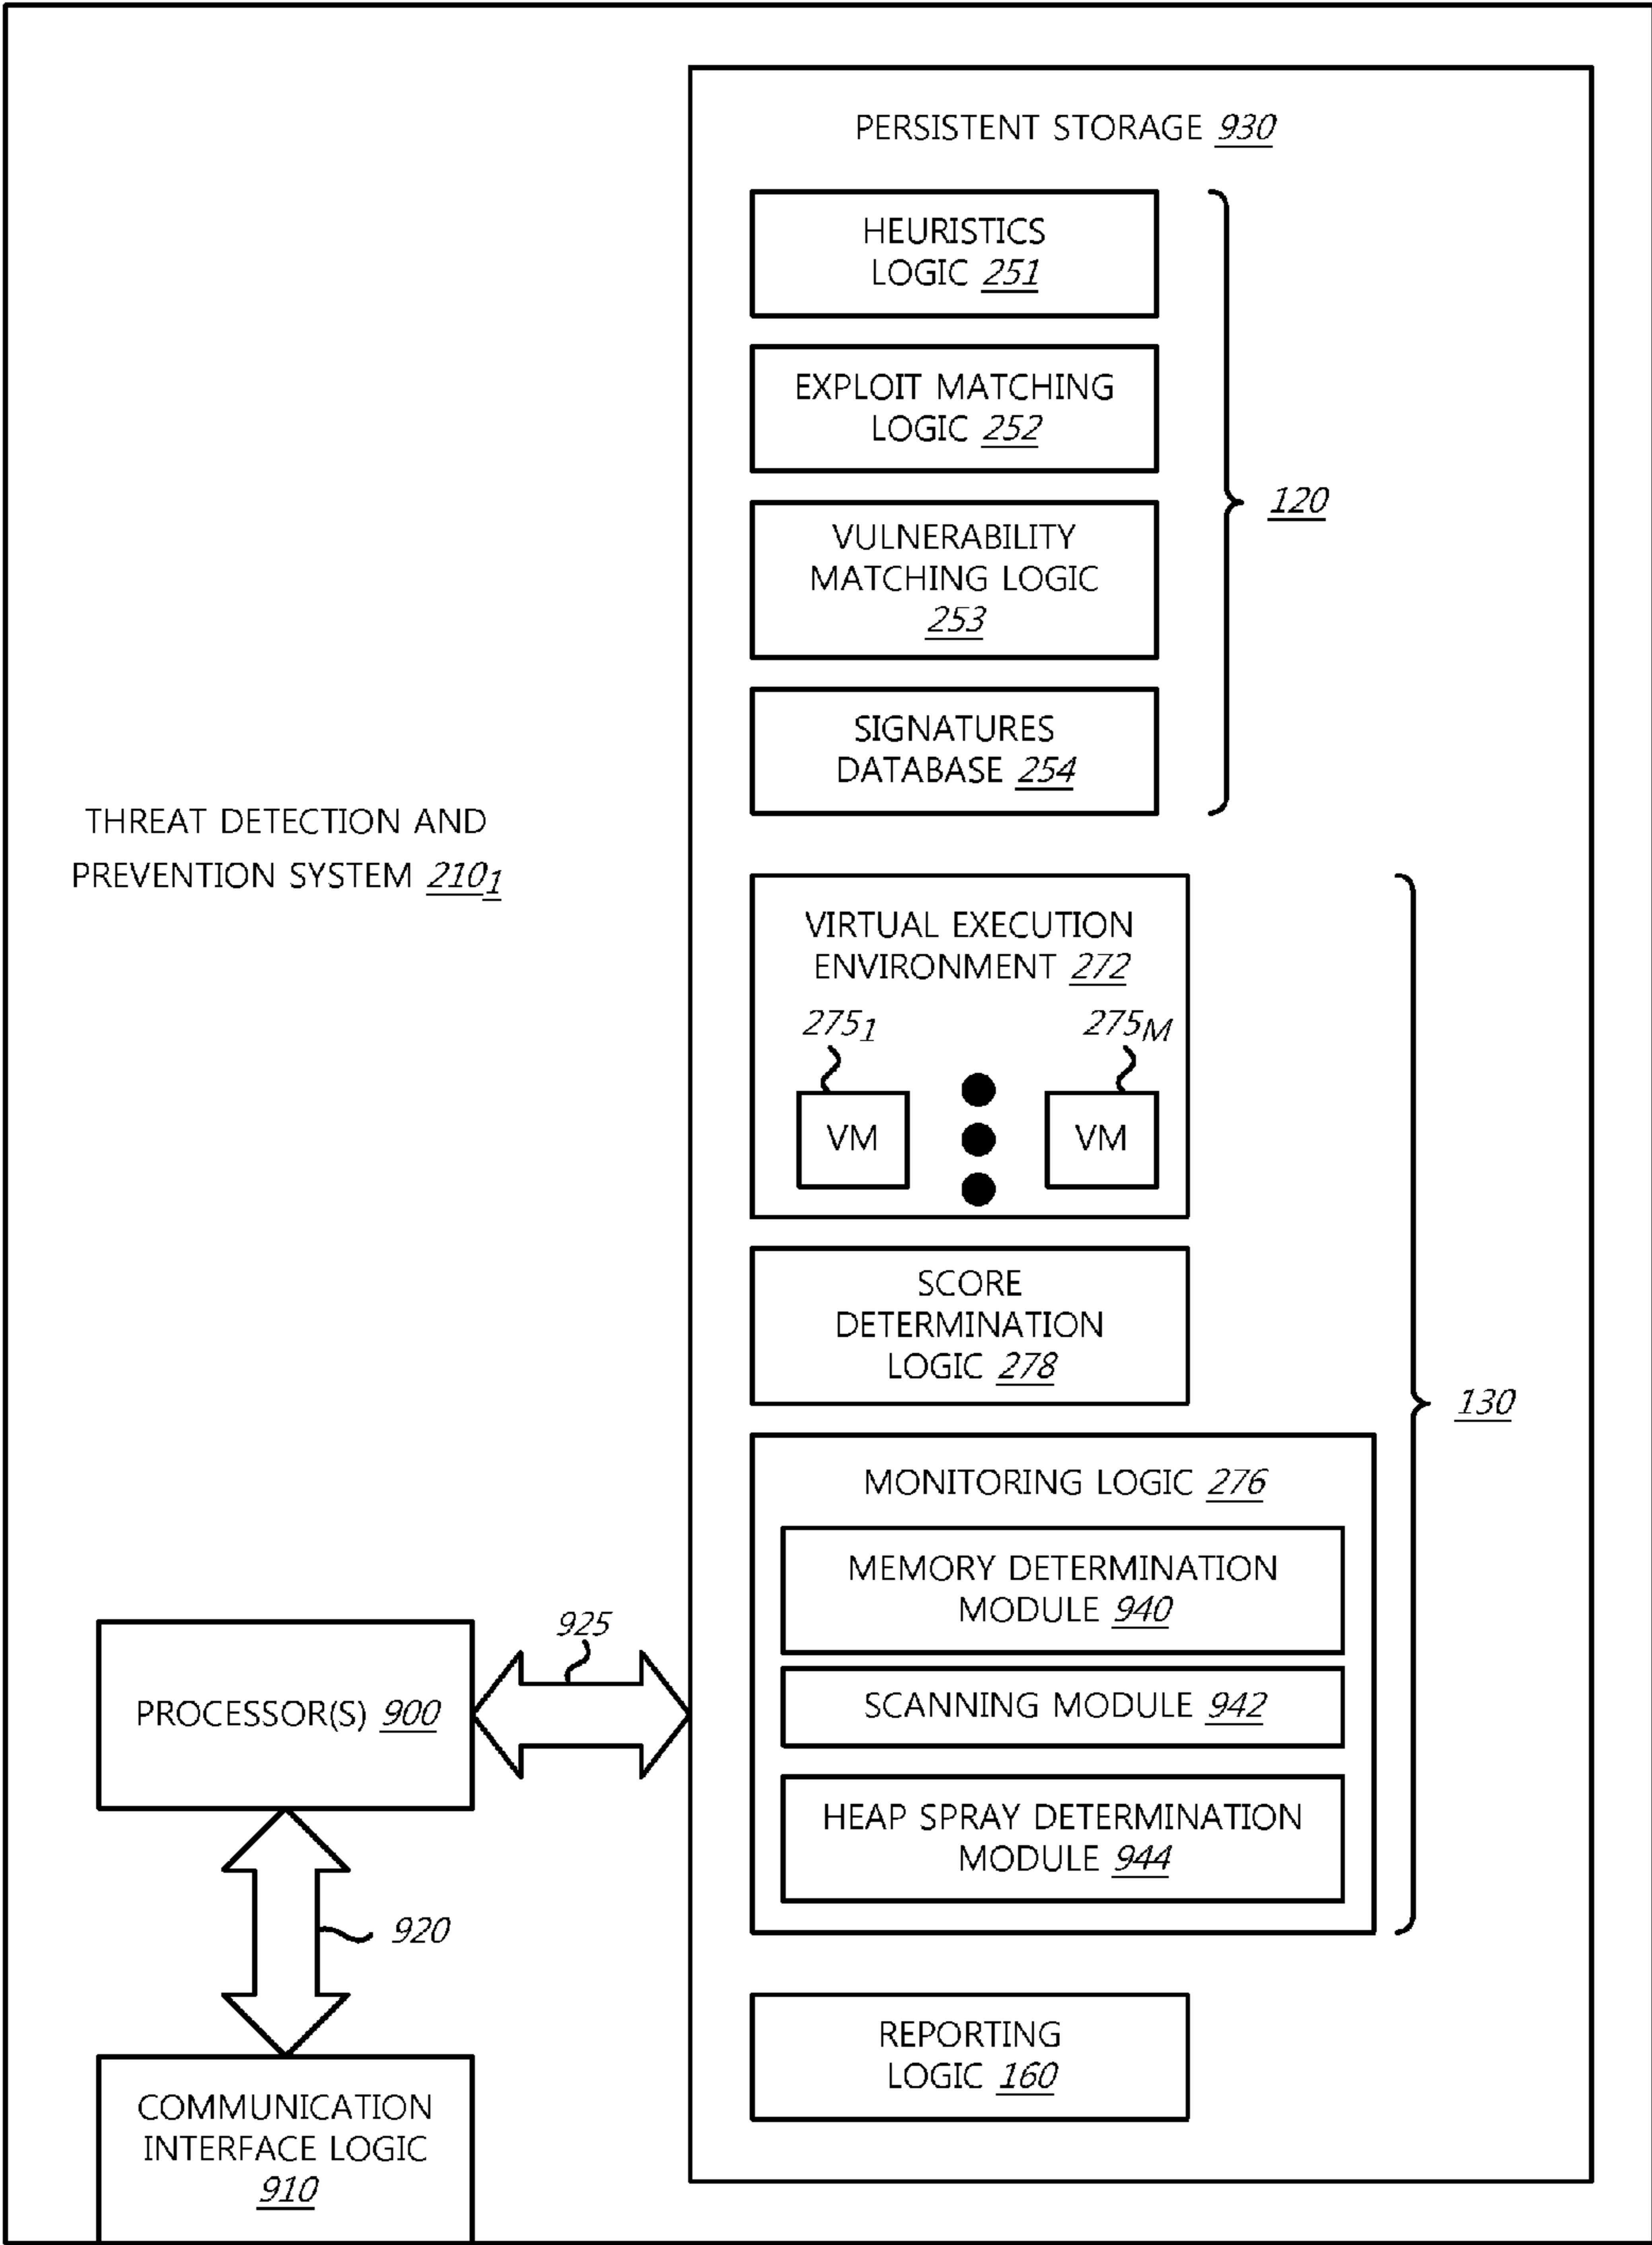 PERSISTENT STORAGE 930
HEURISTICS
LOGIC 251
EXPLOIT MATCHING
LOGIC 252
VULNERABILITY
MATCHING LOGIC
253
SIGNATURES
DATABASE 254
120
THREAT DETECTION AND
PREVENTION SYSTEM 210₁
VIRTUAL EXECUTION
ENVIRONMENT 272
275₁ 275M
VM VM
SCORE
DETERMINATION
LOGIC 278
130
MONITORING LOGIC 276
MEMORY DETERMINATION
MODULE 940
SCANNING MODULE 942
HEAP SPRAY DETERMINATION
MODULE 944
925
PROCESSOR(S) 900
920
COMMUNICATION
INTERFACE LOGIC
910
REPORTING
LOGIC 160